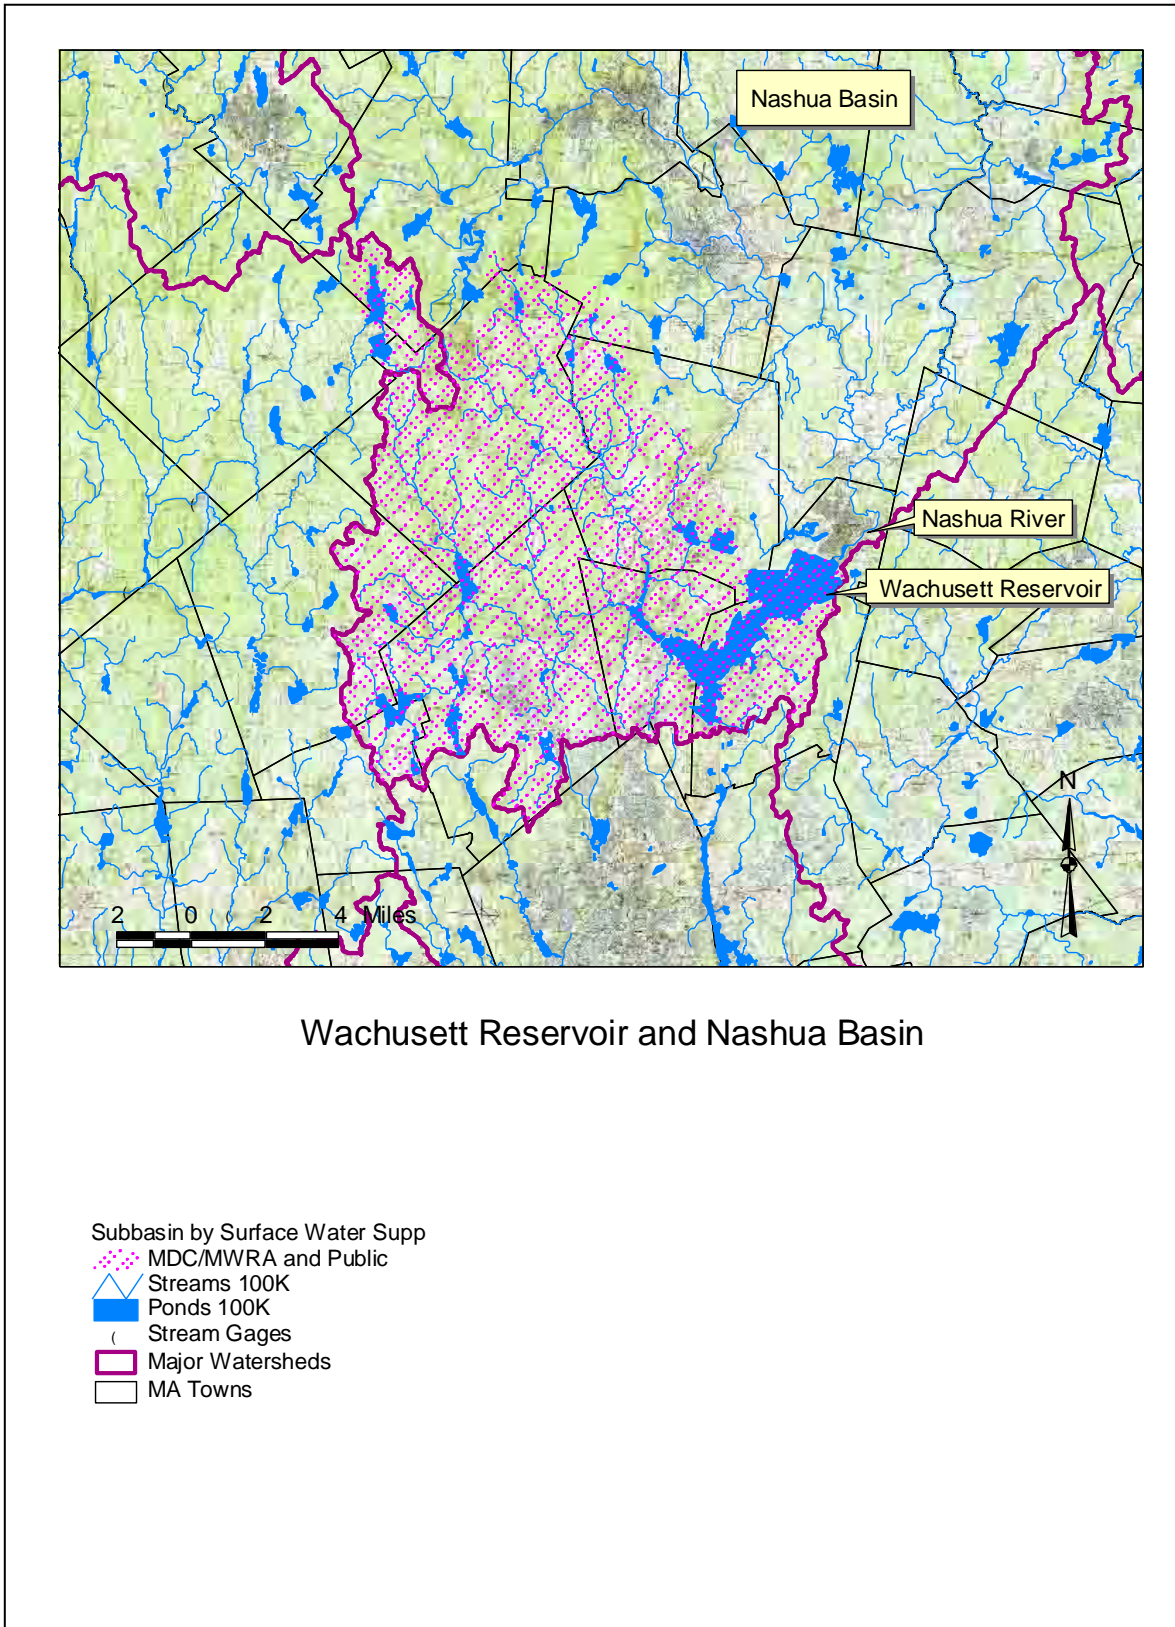 Nashua Basin
Nashua River
Wachusett Reservoir
N
2 0 2 4 Miles
Wachusett Reservoir and Nashua Basin
Subbasin by Surface Water Supp
MDC/MWRA and Public
Streams 100K
Ponds 100K
Stream Gages
Major Watersheds
MA Towns